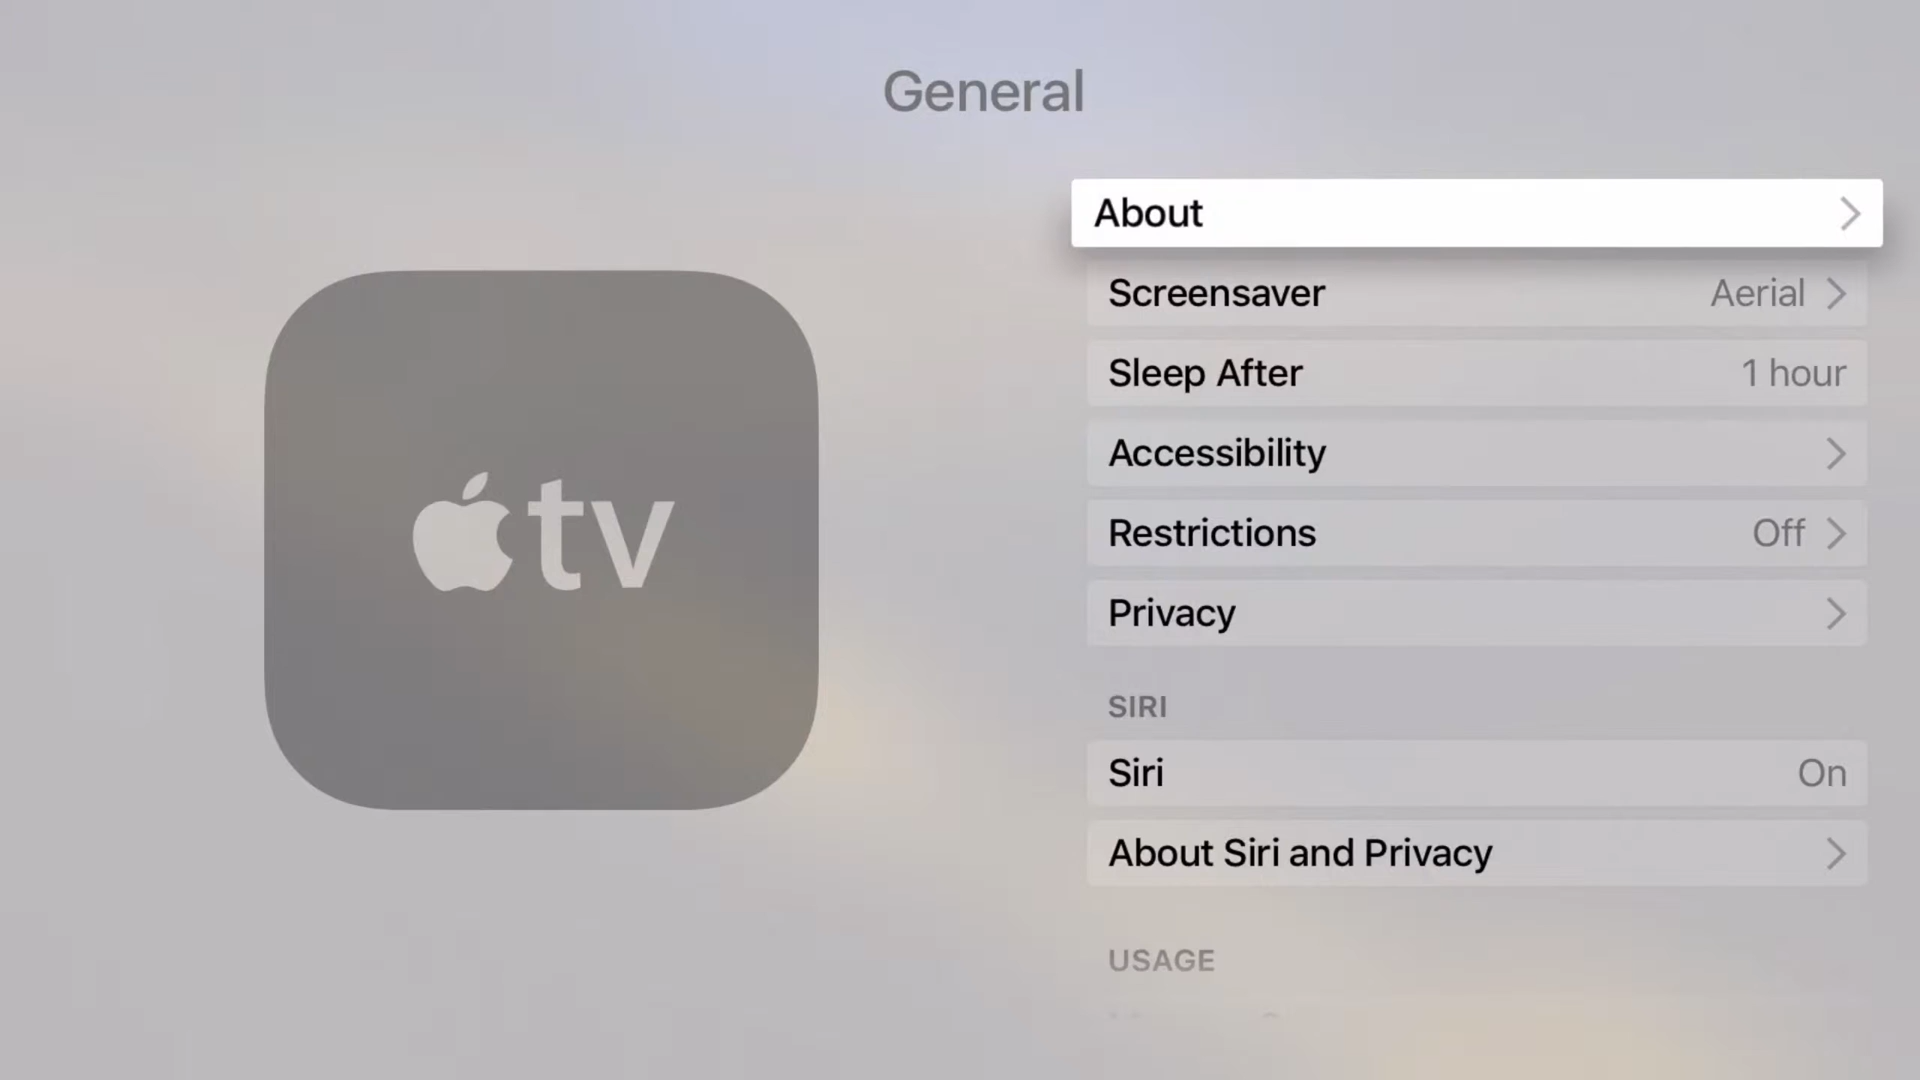 General
About
Screensaver Aerial
Sleep After 1 hour
Accessibility
Restrictions Off
Privacy
tv
SIRI
Siri On
About Siri and Privacy
USAGE